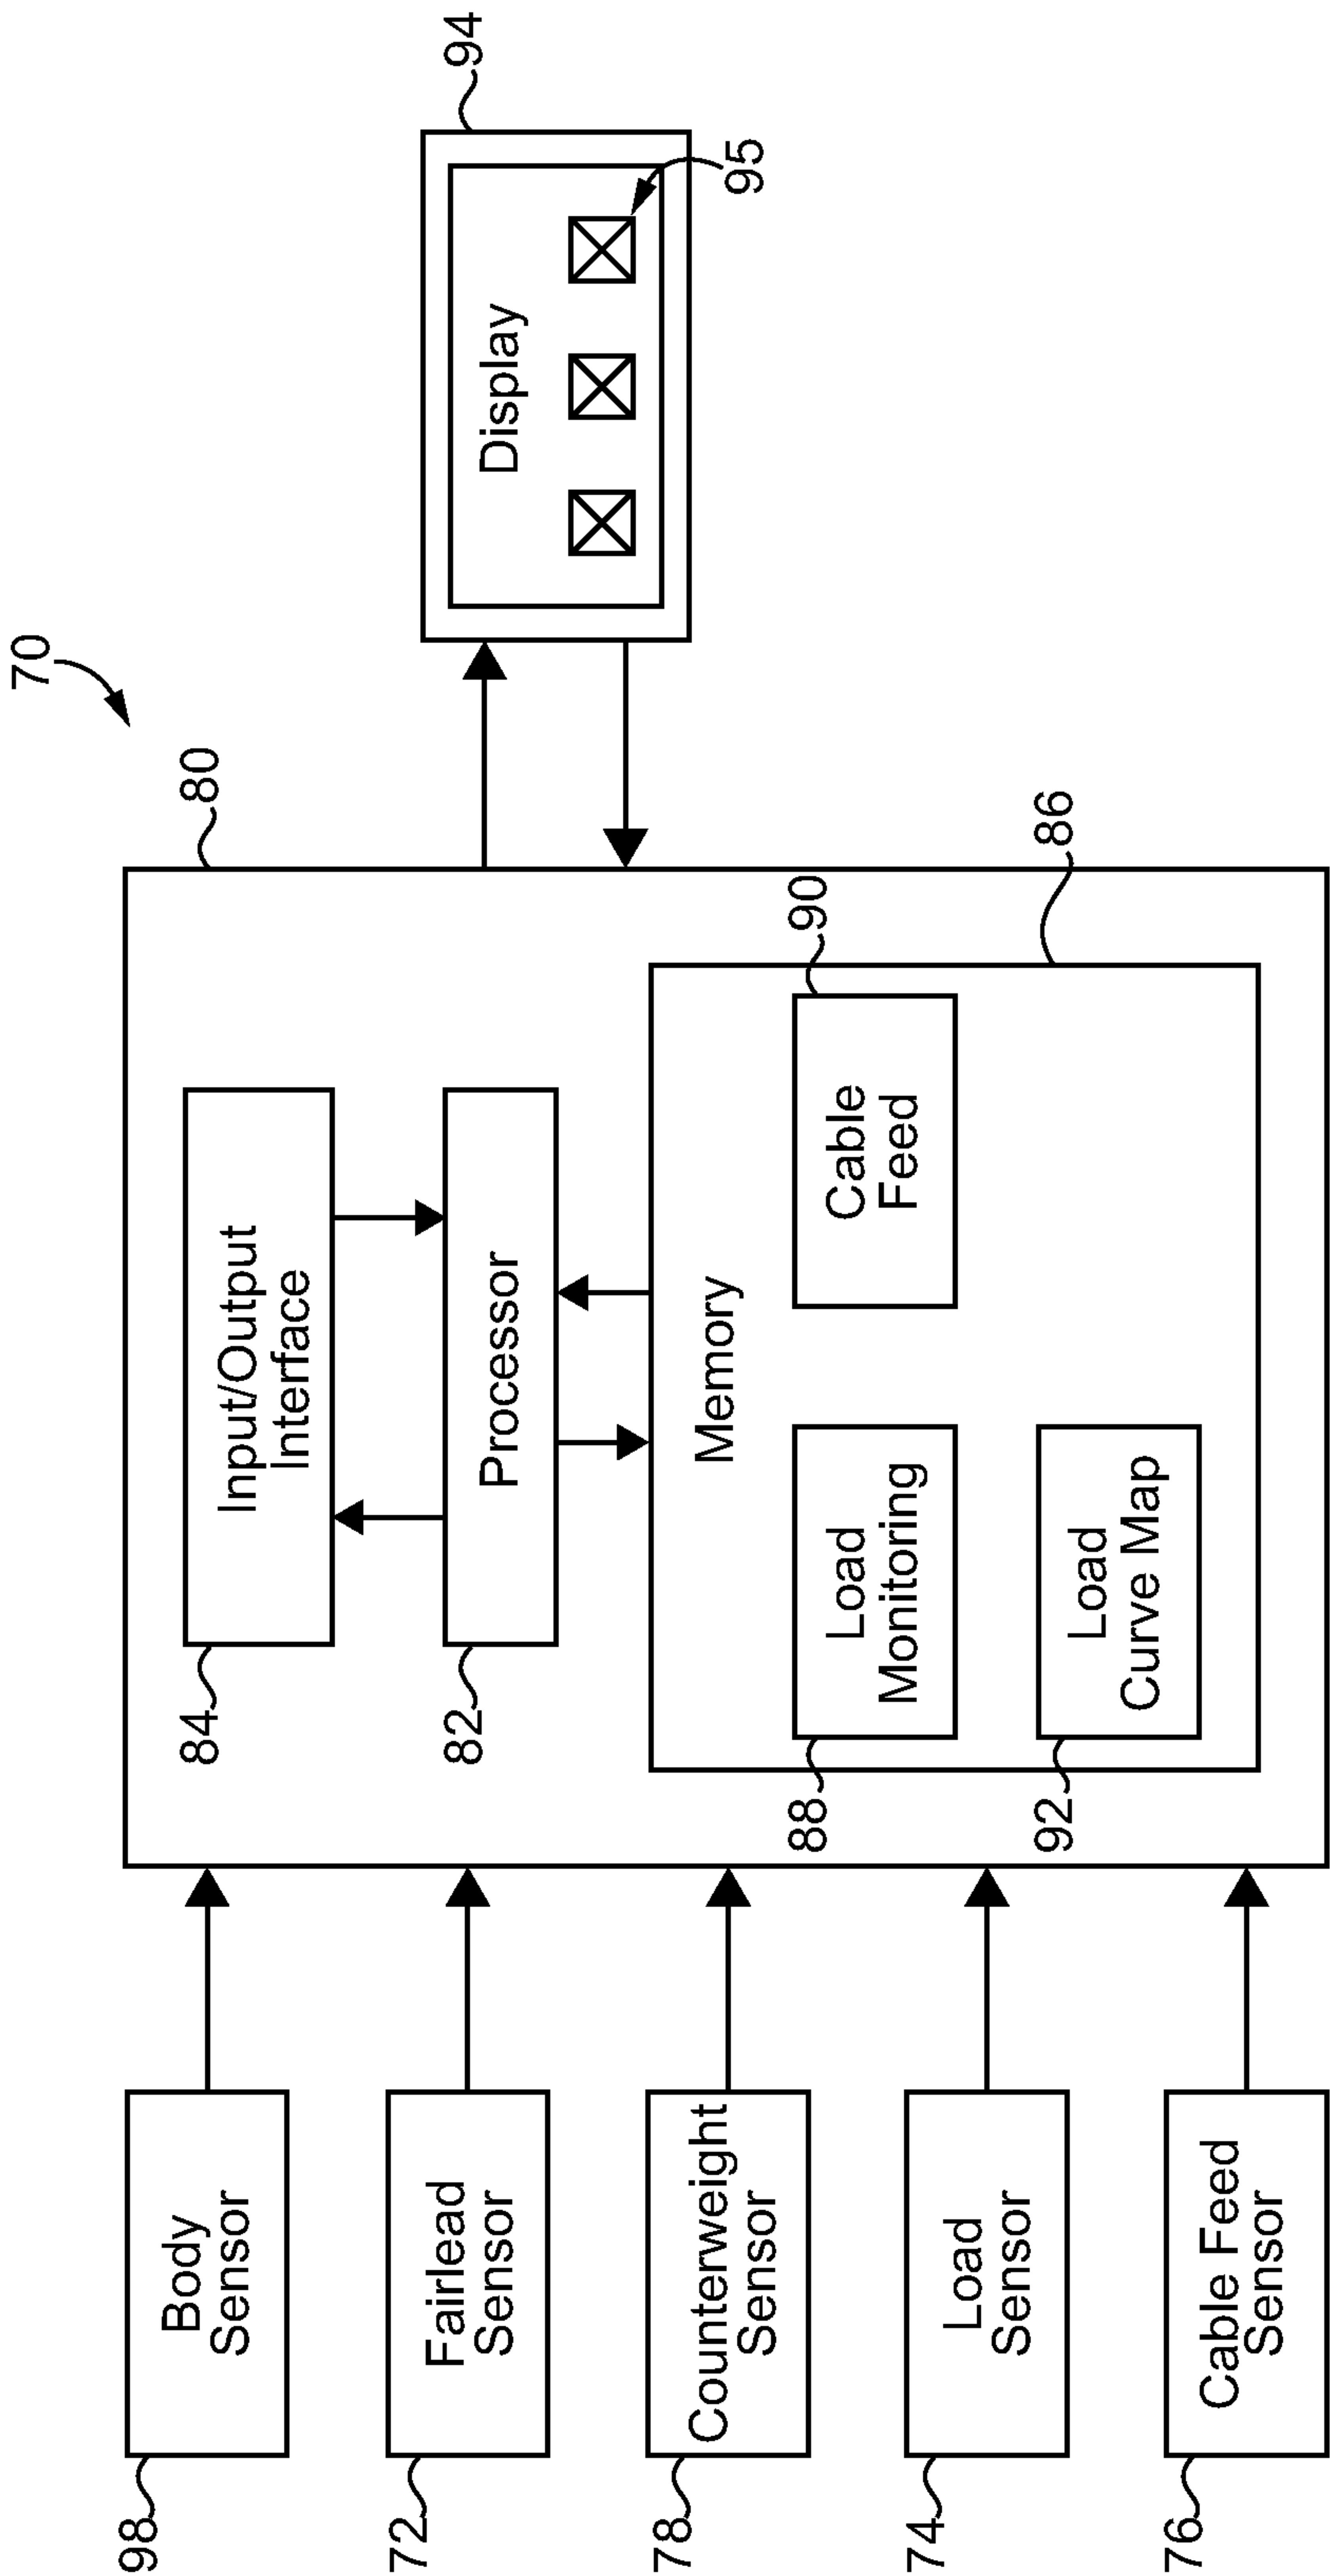 70
98
Body
Sensor
72
Fairlead
Sensor
78
Counterweight
Sensor
74
Load
Sensor
76
Cable Feed
Sensor
80
84
Input/Output
Interface
82
Processor
Memory
86
88
Load
Monitoring
90
Cable
Feed
92
Load
Curve Map
94
Display
95